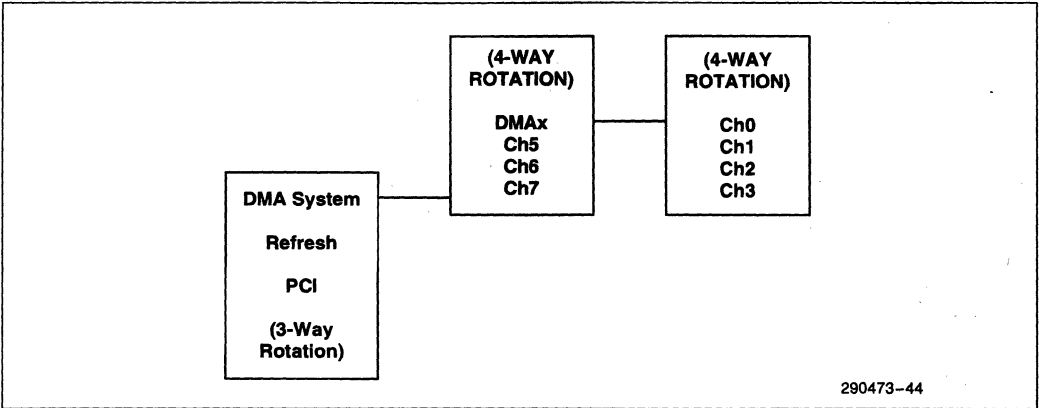 (4-WAY
ROTATION)
DMAx
Ch5
Ch6
Ch7
(4-WAY
ROTATION)
Ch0
Ch1
Ch2
Ch3
DMA System
Refresh
PCI
(3-Way
Rotation)
290473-44